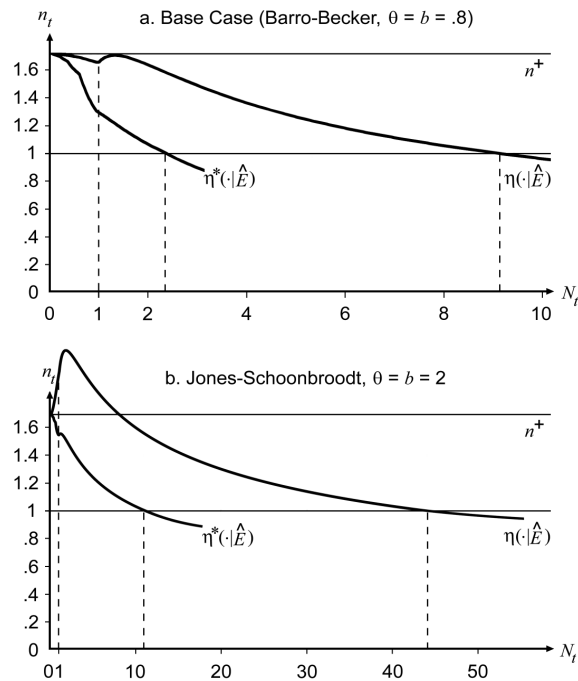 n_t
a. Base Case (Barro-Becker, θ = b = .8)
n⁺
1.6
1.4
1.2
1
.8
.6
.4
.2
0
η*(·|Ê)
η(·|Ê)
0 1 2 4 6 8 10
N_t
n_t
b. Jones-Schoonbroodt, θ = b = 2
n⁺
1.6
1.4
1.2
1
.8
.6
.4
.2
0
η*(·|Ê)
η(·|Ê)
01 10 20 30 40 50
N_t